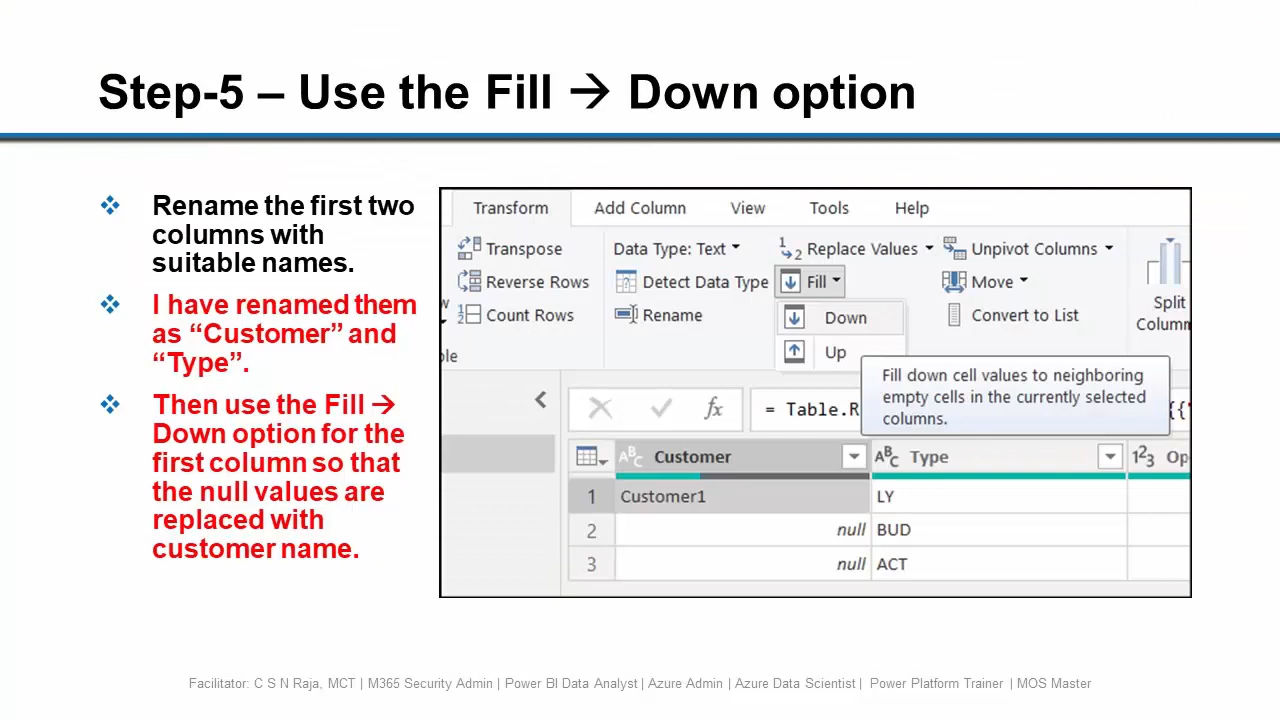 Step-5 – Use the Fill → Down option
❖ Rename the first two
columns with
suitable names.
❖ I have renamed them
as “Customer” and
“Type”.
❖ Then use the Fill →
Down option for the
first column so that
the null values are
replaced with
customer name.
Transform Add Column View Tools Help
Transpose Data Type: Text Replace Values Unpivot Columns
Reverse Rows Detect Data Type Fill Move
Count Rows Rename Convert to List
Split
Column
Down
Up
Fill down cell values to neighboring
empty cells in the currently selected
columns.
fx = Table.R {{"
ABC Customer ABC Type 123 Op
1 Customer1 LY
2 null BUD
3 null ACT
Facilitator: C S N Raja, MCT | M365 Security Admin | Power BI Data Analyst | Azure Admin | Azure Data Scientist | Power Platform Trainer | MOS Master